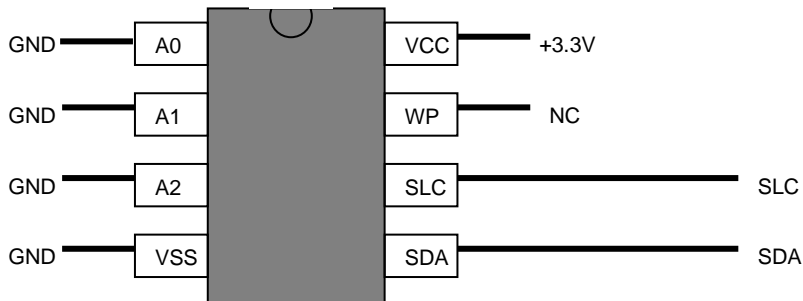 GND A0 VCC +3.3V
GND A1 WP NC
GND A2 SLC SLC
GND VSS SDA SDA